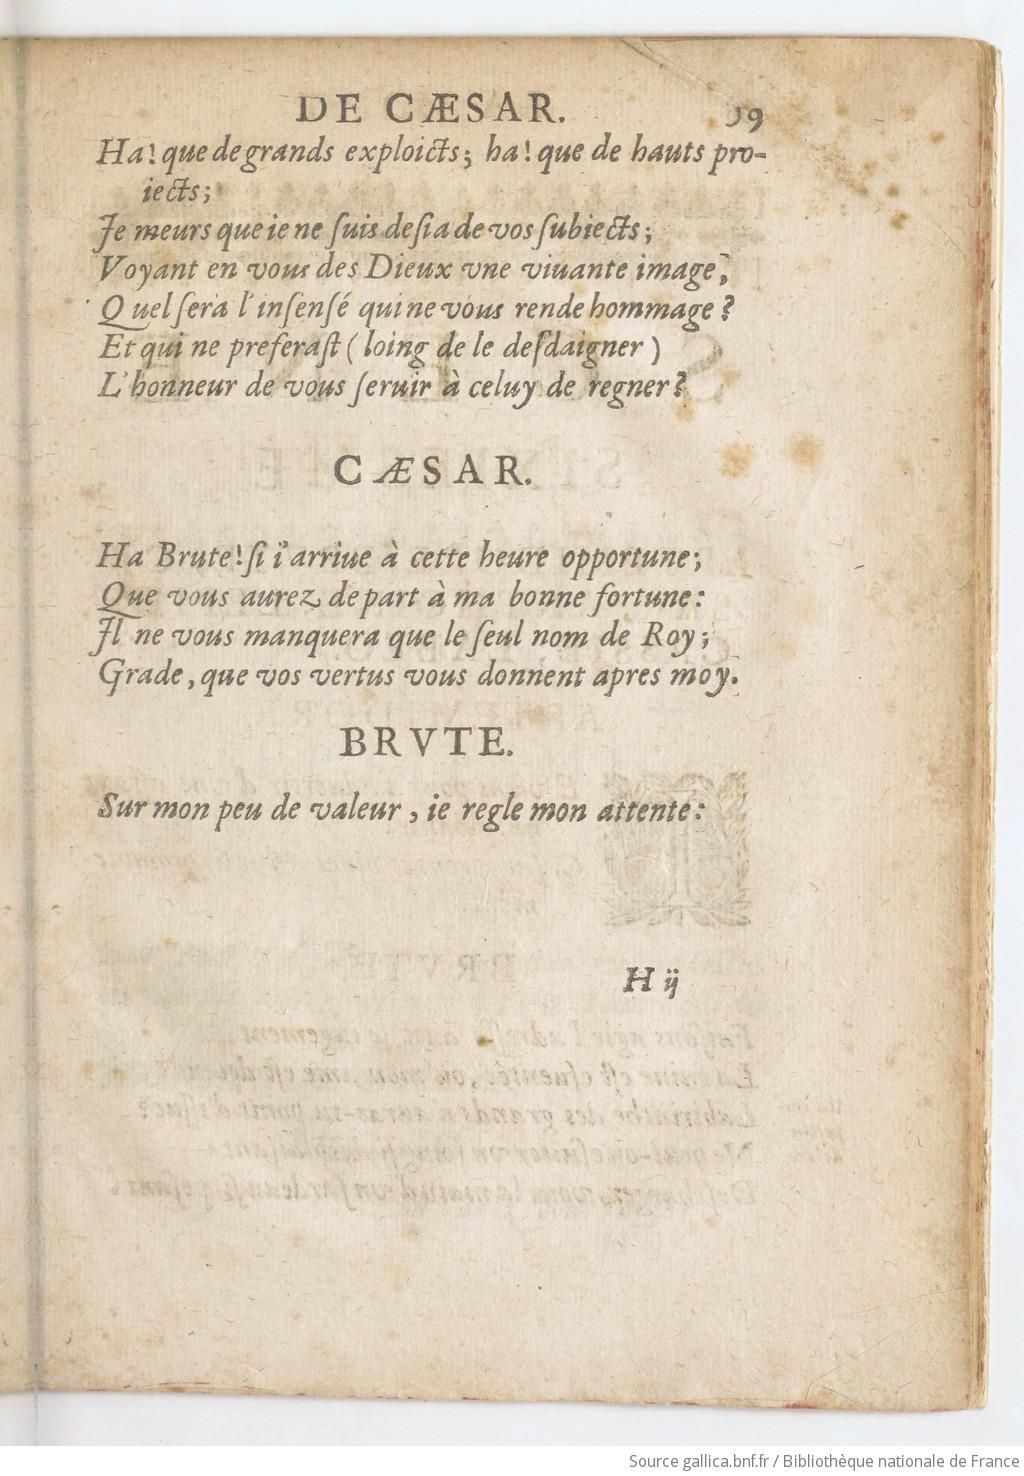 DE CÆSAR. 59
Ha! que de grands exploicts; ha! que de hauts pro-
iects;
Je meurs que ie ne ſuis deſia de vos ſubiects;
Voyant en vous des Dieux vne viuante image,
Quel ſera l'inſenſé qui ne vous rende hommage?
Et qui ne preferaſt (loing de le deſdaigner)
L'honneur de vous ſeruir à celuy de regner?
CÆSAR.
Ha Brute! ſi i'arriue à cette heure opportune;
Que vous aurez de part à ma bonne fortune:
Il ne vous manquera que le ſeul nom de Roy;
Grade, que vos vertus vous donnent apres moy.
BRVTE.
Sur mon peu de valeur, ie regle mon attente:
H ij
Source gallica.bnf.fr / Bibliothèque nationale de France